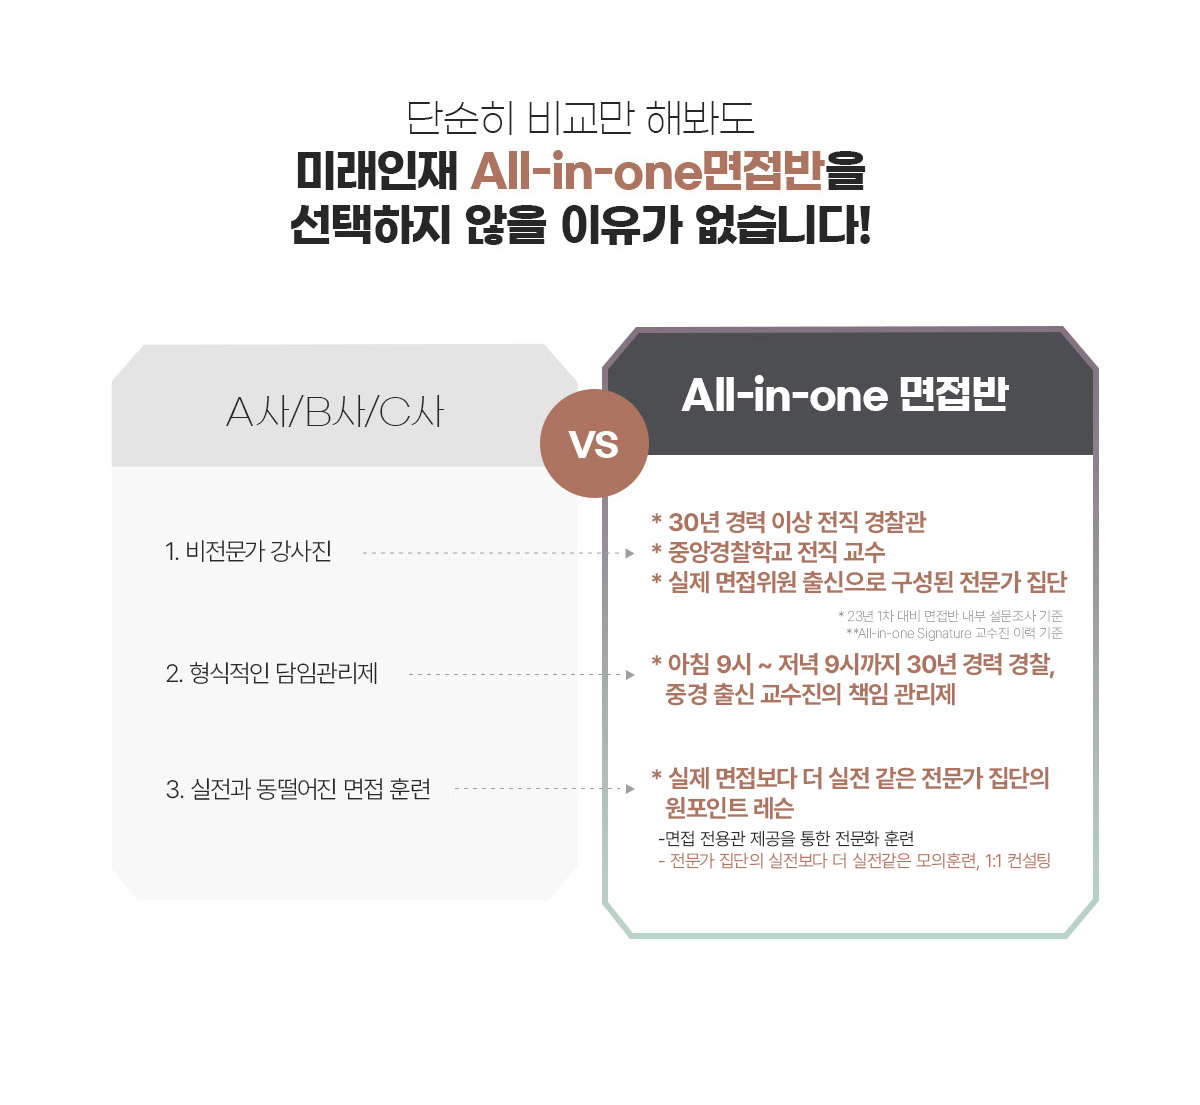 단순히 비교만 해봐도
미래인재 All-in-one면접반을
선택하지 않을 이유가 없습니다!
A사/B사/C사
VS
All-in-one 면접반
1. 비전문가 강사진
* 30년 경력 이상 전직 경찰관
* 중앙경찰학교 전직 교수
* 실제 면접위원 출신으로 구성된 전문가 집단
* 23년 1차 대비 면접반 내부 설문조사 기준
**All-in-one Signature 교수진 이력 기준
2. 형식적인 담임관리제
* 아침 9시 ~ 저녁 9시까지 30년 경력 경찰,
중경 출신 교수진의 책임 관리제
3. 실전과 동떨어진 면접 훈련
* 실제 면접보다 더 실전 같은 전문가 집단의
원포인트 레슨
-면접 전용관 제공을 통한 전문화 훈련
- 전문가 집단의 실전보다 더 실전같은 모의훈련, 1:1 컨설팅